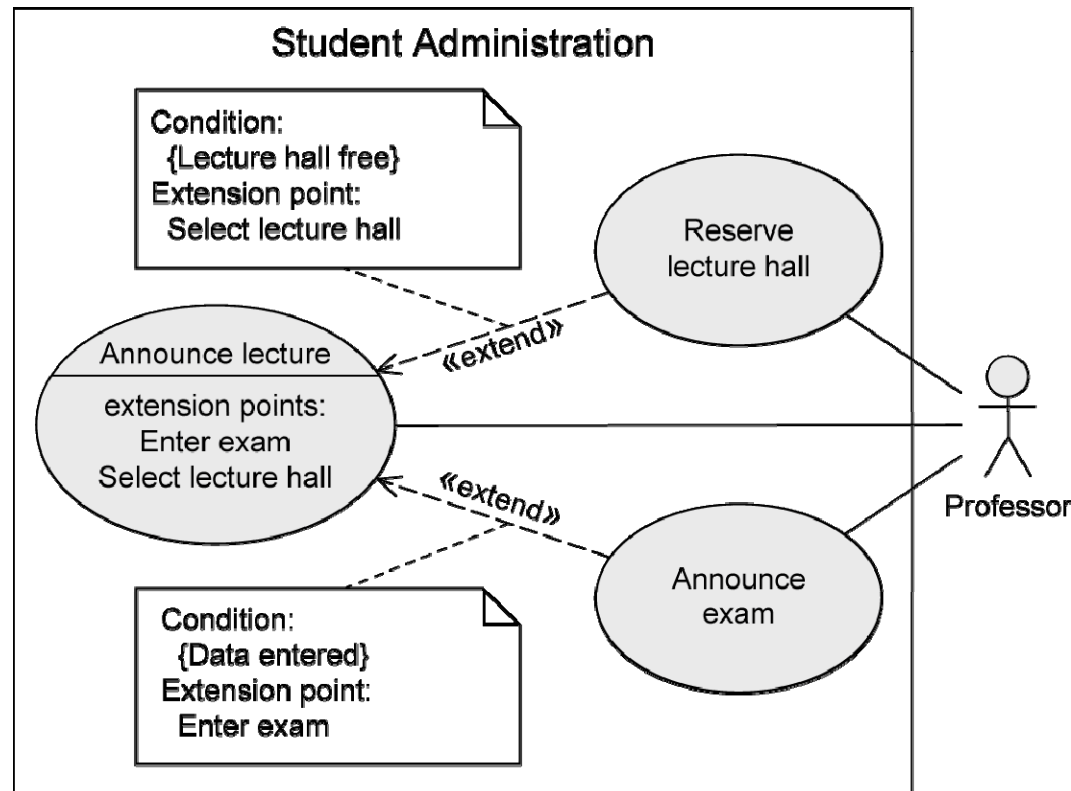 Student Administration
Condition:
{Lecture hall free}
Extension point:
Select lecture hall
Reserve
lecture hall
«extend»
Announce lecture
extension points:
Enter exam
Select lecture hall
«extend»
Professor
Announce
exam
Condition:
{Data entered}
Extension point:
Enter exam